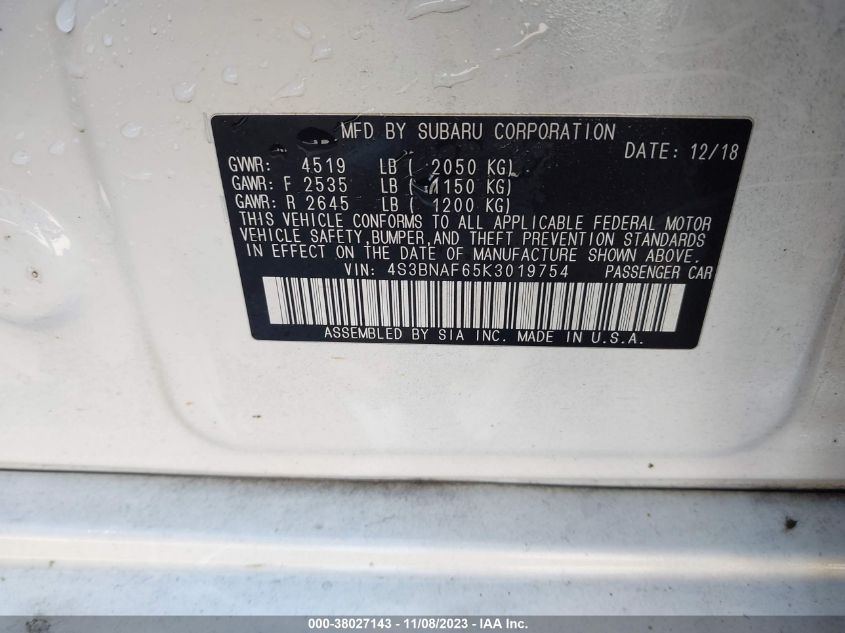 MFD BY SUBARU CORPORATION
DATE: 12/18
GVWR: 4519 LB ( 2050 KG)
GAWR: F 2535 LB ( 1150 KG)
GAWR: R 2645 LB ( 1200 KG)
THIS VEHICLE CONFORMS TO ALL APPLICABLE FEDERAL MOTOR
VEHICLE SAFETY,BUMPER,AND THEFT PREVENTION STANDARDS
IN EFFECT ON THE DATE OF MANUFACTURE SHOWN ABOVE.
VIN: 4S3BNAF65K3019754 PASSENGER CAR
ASSEMBLED BY SIA INC. MADE IN U.S.A.
000-38027143 - 11/08/2023 - IAA Inc.